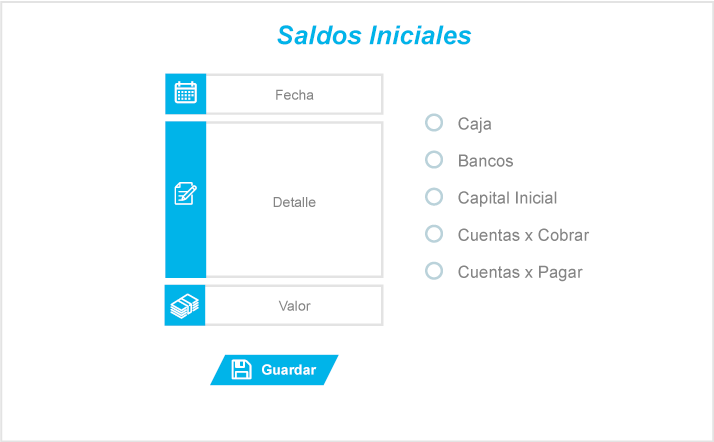 Saldos Iniciales
Fecha
Detalle
Valor
Guardar
Caja
Bancos
Capital Inicial
Cuentas x Cobrar
Cuentas x Pagar